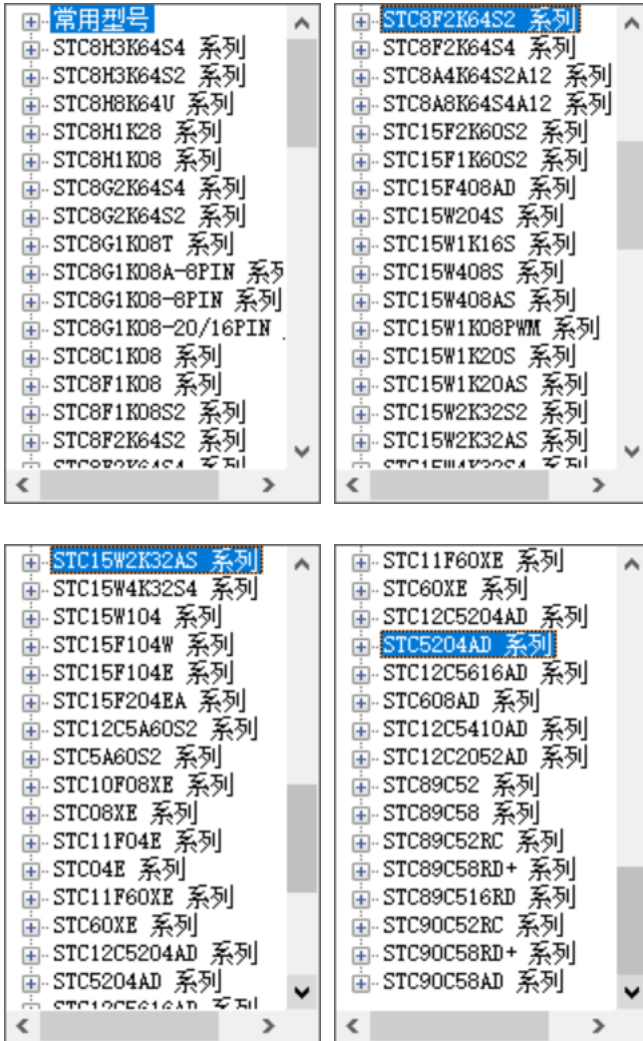 常用型号
STC8H3K64S4 系列
STC8H3K64S2 系列
STC8H8K64U 系列
STC8H1K28 系列
STC8H1K08 系列
STC8G2K64S4 系列
STC8G2K64S2 系列
STC8G1K08T 系列
STC8G1K08A-8PIN 系列
STC8G1K08-8PIN 系列
STC8G1K08-20/16PIN
STC8C1K08 系列
STC8F1K08 系列
STC8F1K08S2 系列
STC8F2K64S2 系列
STC8F2K64S4 系列
STC8F2K64S2 系列
STC8F2K64S4 系列
STC8A4K64S2A12 系列
STC8A8K64S4A12 系列
STC15F2K60S2 系列
STC15F1K60S2 系列
STC15F408AD 系列
STC15W204S 系列
STC15W1K16S 系列
STC15W408S 系列
STC15W408AS 系列
STC15W1K08PWM 系列
STC15W1K20S 系列
STC15W1K20AS 系列
STC15W2K32S2 系列
STC15W2K32AS 系列
STC15W4K32S4 系列
STC15W2K32AS 系列
STC15W4K32S4 系列
STC15W104 系列
STC15F104W 系列
STC15F104E 系列
STC15F204EA 系列
STC12C5A60S2 系列
STC5A60S2 系列
STC10F08XE 系列
STC08XE 系列
STC11F04E 系列
STC04E 系列
STC11F60XE 系列
STC60XE 系列
STC12C5204AD 系列
STC5204AD 系列
STC12C5616AD 系列
STC11F60XE 系列
STC60XE 系列
STC12C5204AD 系列
STC5204AD 系列
STC12C5616AD 系列
STC608AD 系列
STC12C5410AD 系列
STC12C2052AD 系列
STC89C52 系列
STC89C58 系列
STC89C52RC 系列
STC89C58RD+ 系列
STC89C516RD 系列
STC90C52RC 系列
STC90C58RD+ 系列
STC90C58AD 系列